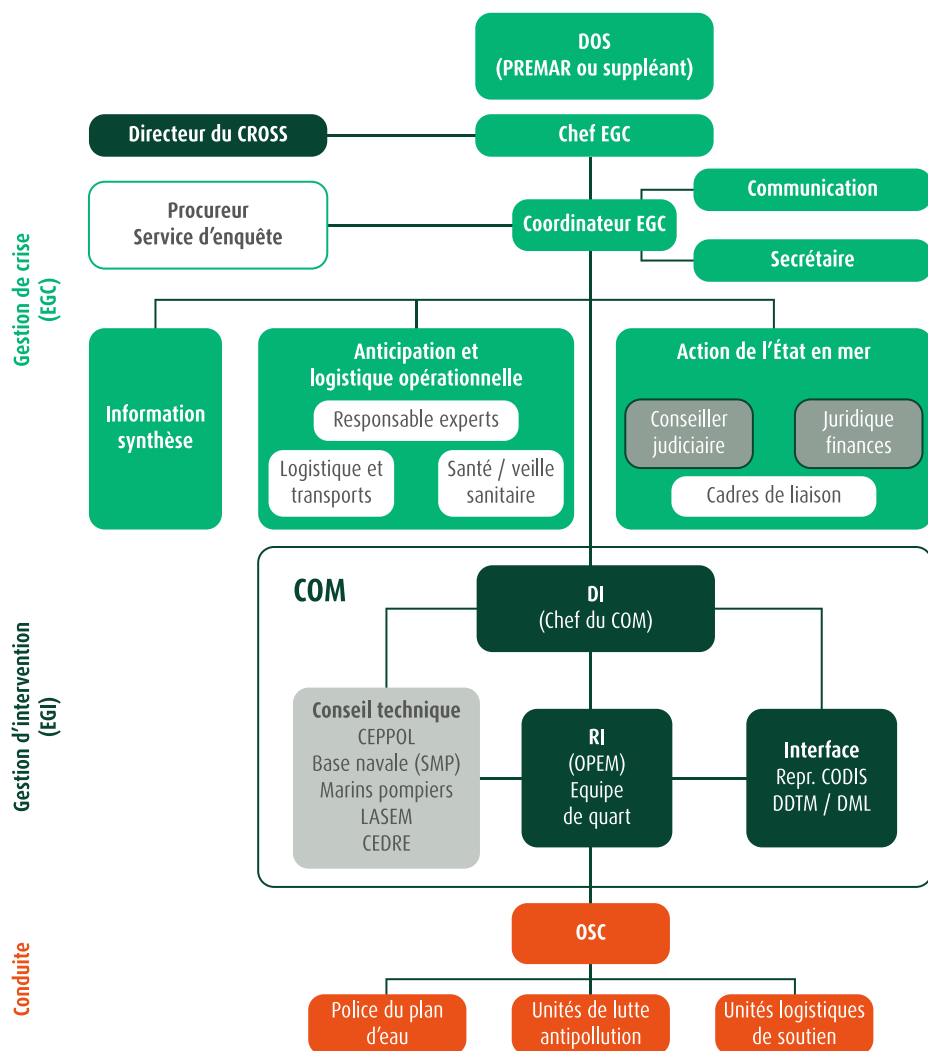 DOS
(PREMAR ou suppléant)
Directeur du CROSS
Chef EGC
Procureur
Service d'enquête
Coordinateur EGC
Communication
Secrétaire
Gestion de crise
(EGC)
Information
synthèse
Anticipation et
logistique opérationnelle
Responsable experts
Logistique et
transports
Santé / veille
sanitaire
Action de l'État en mer
Conseiller
judiciaire
Juridique
finances
Cadres de liaison
Gestion d'intervention
(EGI)
COM
DI
(Chef du COM)
Conseil technique
CEPPOL
Base navale (SMP)
Marins pompiers
LASEM
CEDRE
RI
(OPEM)
Equipe
de quart
Interface
Repr. CODIS
DDTM / DML
Conduite
OSC
Police du plan
d'eau
Unités de lutte
antipollution
Unités logistiques
de soutien